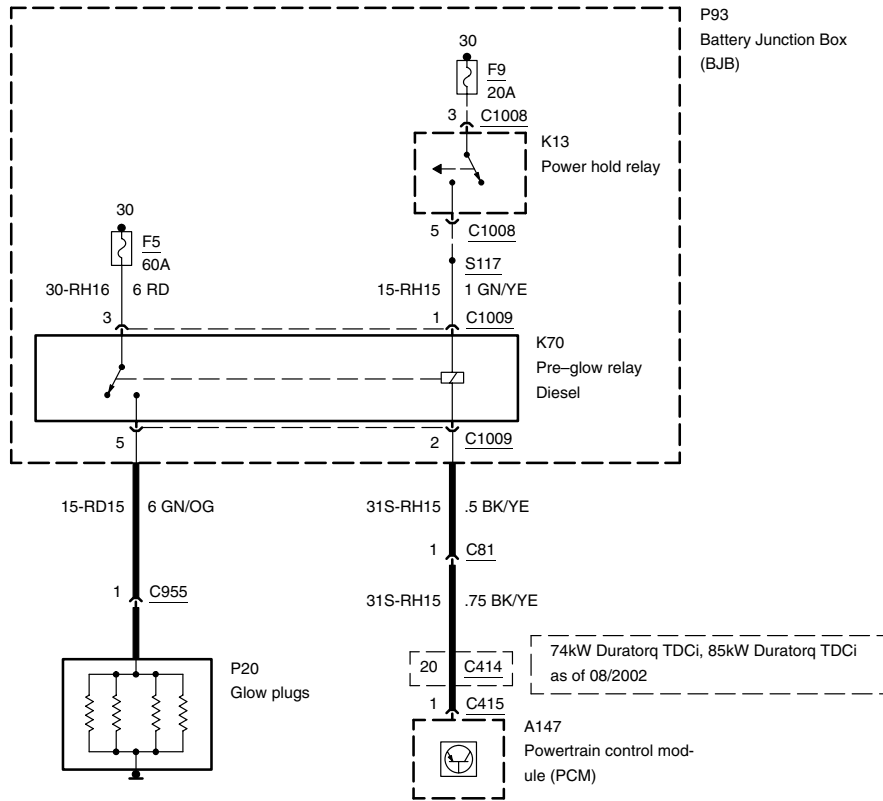 P93
Battery Junction Box
(BJB)
30
F9
20A
3 C1008
K13
Power hold relay
5 C1008
S117
30
F5
60A
30-RH16 6 RD
15-RH15 1 GN/YE
3
1 C1009
K70
Pre–glow relay
Diesel
5
2 C1009
15-RD15 6 GN/OG
31S-RH15 .5 BK/YE
1 C81
1 C955
31S-RH15 .75 BK/YE
74kW Duratorq TDCi, 85kW Duratorq TDCi
as of 08/2002
20 C414
P20
Glow plugs
1 C415
A147
Powertrain control mod-
ule (PCM)